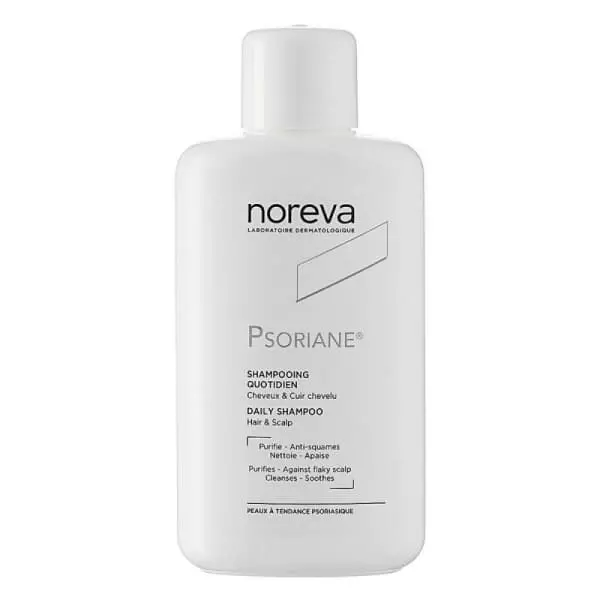 noreva
LABORATOIRE DERMATOLOGIQUE
PSORIANE®
SHAMPOOING
QUOTIDIEN
Cheveux & Cuir chevelu
DAILY SHAMPOO
Hair & Scalp
Purifie - Anti-squames
Nettoie - Apaise
Purifies - Against flaky scalp
Cleanses - Soothes
PEAUX À TENDANCE PSORIASIQUE